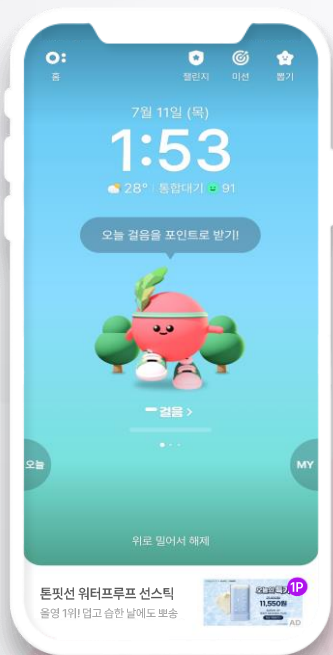 홈
챌린지
미션
뽑기
7월 11일 (목)
1:53
28° | 통합대기 91
오늘 걸음을 포인트로 받기!
걸음 >
오늘
MY
위로 밀어서 해제
톤핏선 워터프루프 선스틱
올영 1위! 덥고 습한 날에도 뽀송
1P
11,550원
AD